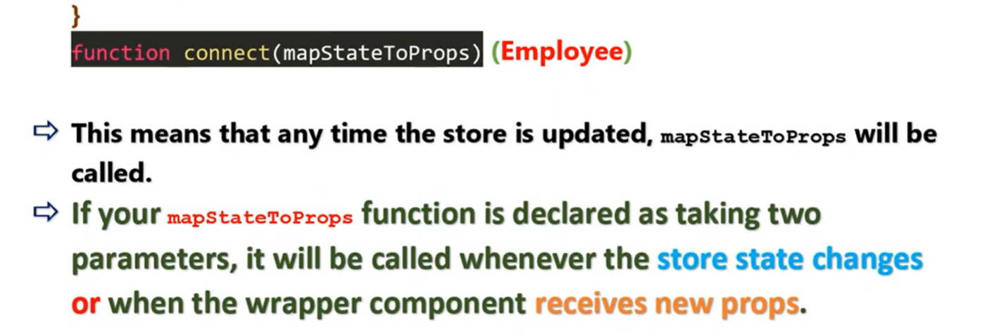 }
function connect(mapStateToProps) (Employee)
⇨ This means that any time the store is updated, mapStateToProps will be
called.
⇨ If your mapStateToProps function is declared as taking two
parameters, it will be called whenever the store state changes
or when the wrapper component receives new props.